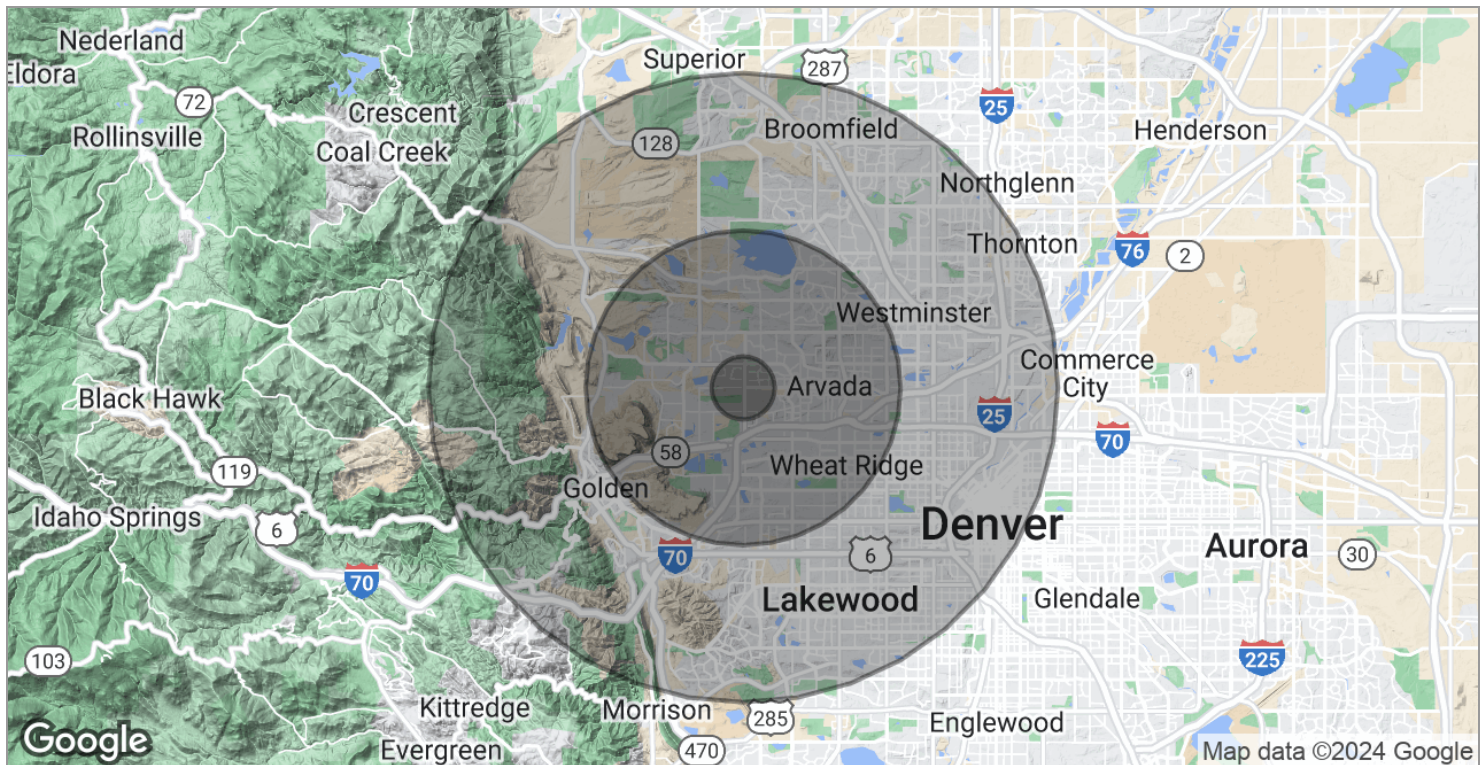 Nederland
Eldora
72
Rollinsville
Crescent
Coal Creek
Superior
287
25
128
Broomfield
Henderson
Northglenn
Thornton
76
2
Westminster
Commerce
City
Arvada
Black Hawk
25
70
58
Wheat Ridge
119
Golden
Idaho Springs
6
Denver
70
6
Aurora
30
70
Lakewood
Glendale
103
225
Kittredge
Morrison
285
Englewood
Google
Evergreen
470
Map data ©2024 Google